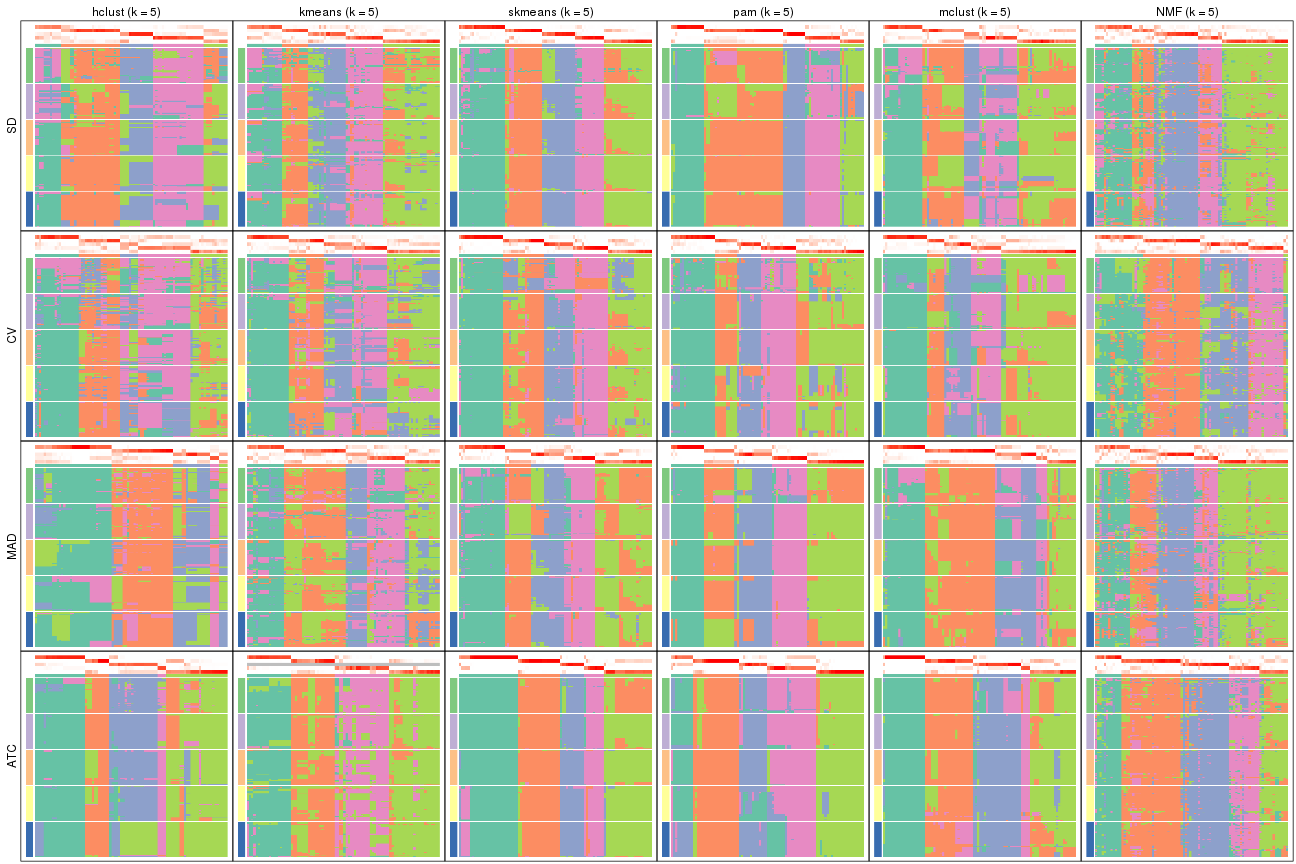 hclust (k = 5) kmeans (k = 5) skmeans (k = 5) pam (k = 5) mclust (k = 5) NMF (k = 5)
SD
CV
MAD
ATC